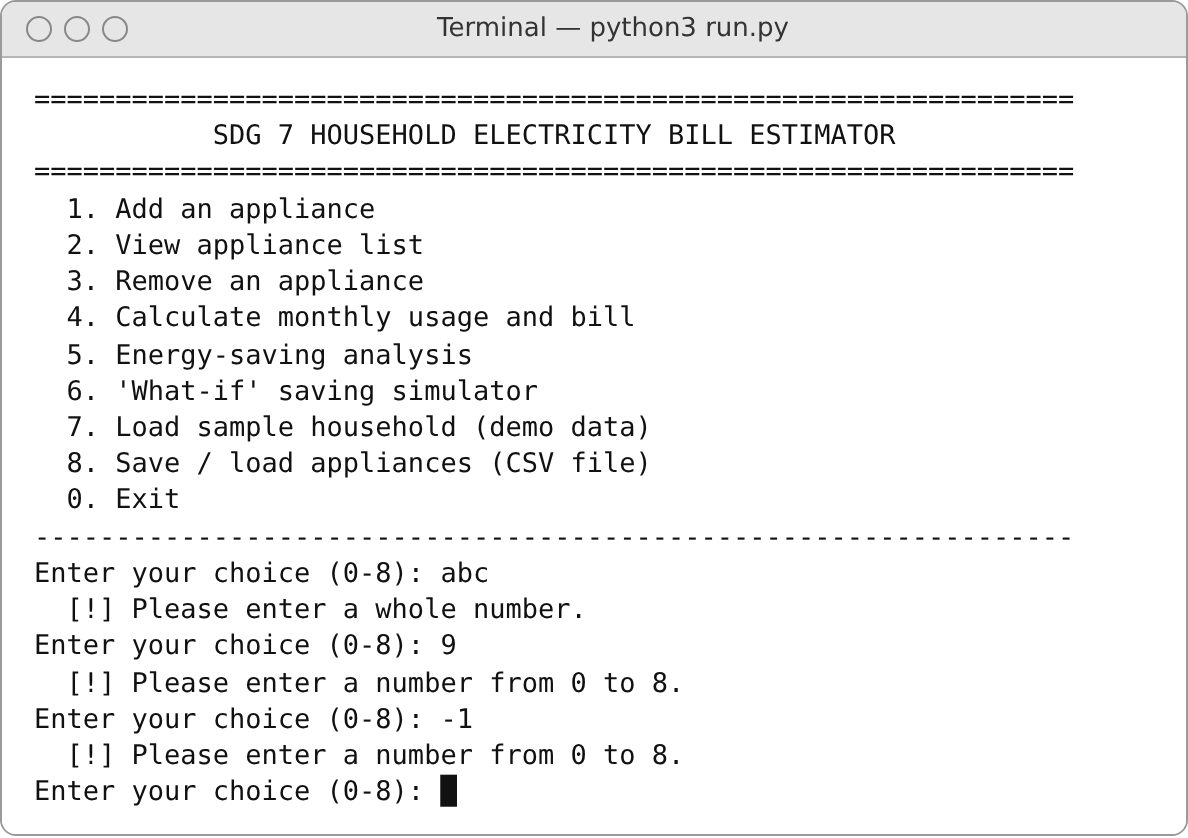 Terminal — python3 run.py
================================================================
           SDG 7 HOUSEHOLD ELECTRICITY BILL ESTIMATOR
================================================================
  1. Add an appliance
  2. View appliance list
  3. Remove an appliance
  4. Calculate monthly usage and bill
  5. Energy-saving analysis
  6. 'What-if' saving simulator
  7. Load sample household (demo data)
  8. Save / load appliances (CSV file)
  0. Exit
----------------------------------------------------------------
Enter your choice (0-8): abc
  [!] Please enter a whole number.
Enter your choice (0-8): 9
  [!] Please enter a number from 0 to 8.
Enter your choice (0-8): -1
  [!] Please enter a number from 0 to 8.
Enter your choice (0-8):